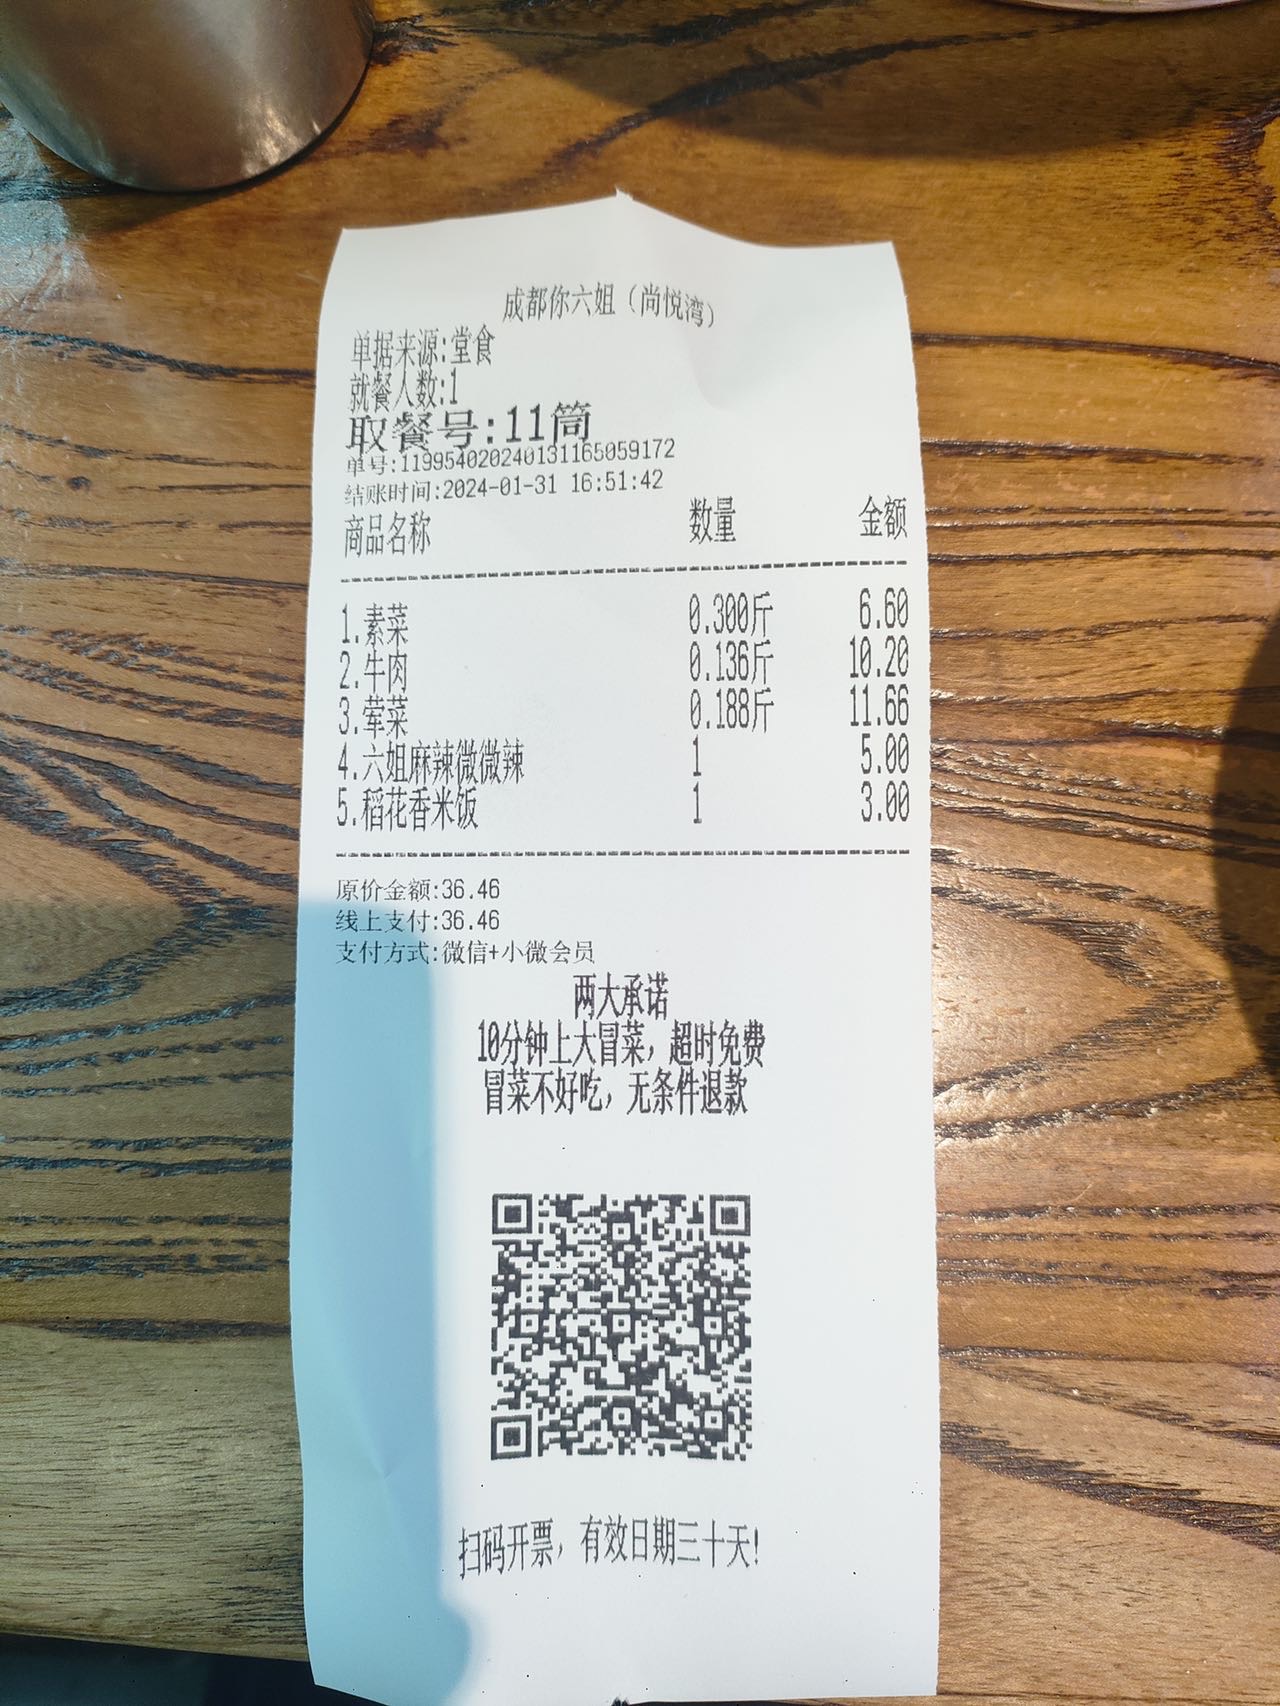 成都你六姐（尚悦湾）
单据来源:堂食
就餐人数:1
取餐号:11筒
单号:119954020240131165059172
结账时间:2024-01-31 16:51:42
商品名称 数量 金额
1.素菜 0.300斤 6.60
2.牛肉 0.136斤 10.20
3.荤菜 0.188斤 11.66
4.六姐麻辣微微辣 1 5.00
5.稻花香米饭 1 3.00
原价金额:36.46
线上支付:36.46
支付方式:微信+小微会员
两大承诺
10分钟上大冒菜，超时免费
冒菜不好吃，无条件退款
扫码开票，有效日期三十天!